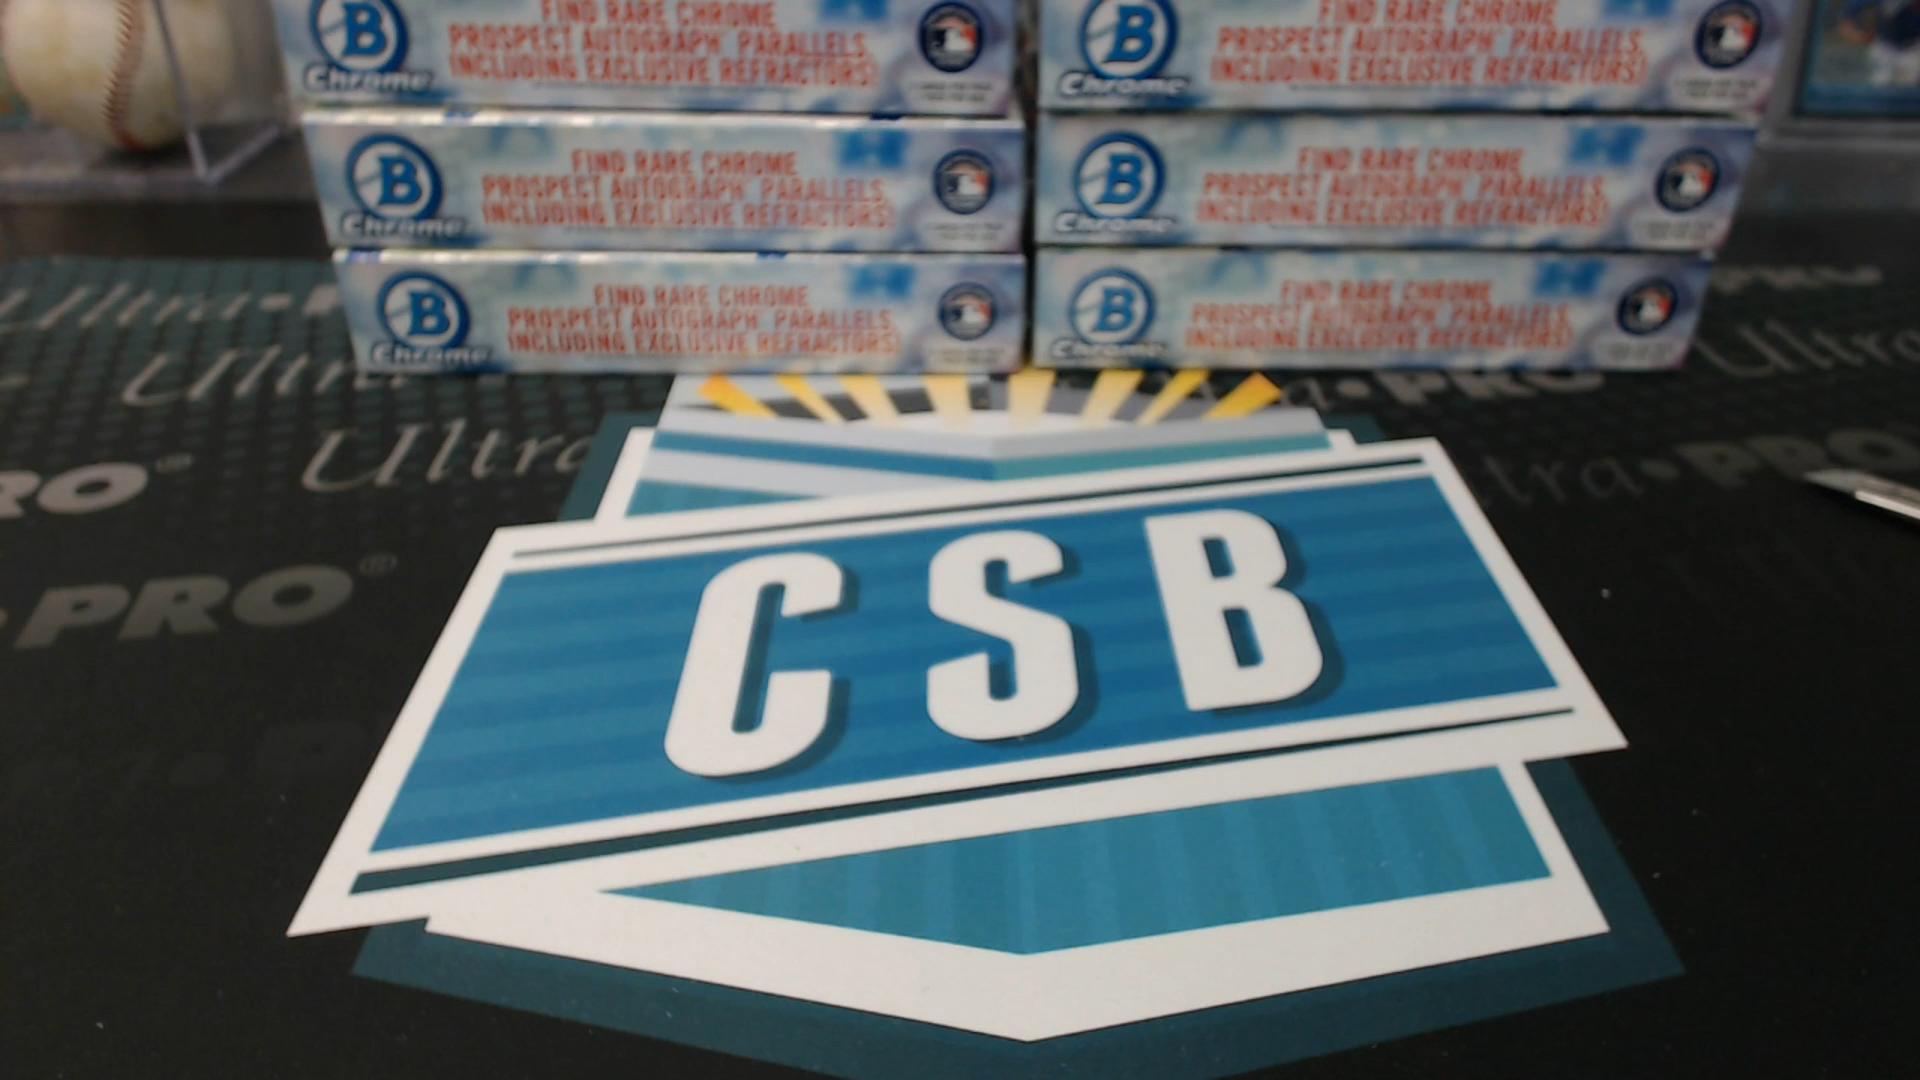 FIND RARE CHROME
PROSPECT AUTOGRAPH PARALLELS,
INCLUDING EXCLUSIVE REFRACTORS!
B
Chrome
FIND RARE CHROME
PROSPECT AUTOGRAPH PARALLELS,
INCLUDING EXCLUSIVE REFRACTORS!
B
Chrome
FIND RARE CHROME
PROSPECT AUTOGRAPH PARALLELS,
INCLUDING EXCLUSIVE REFRACTORS!
B
Chrome
FIND RARE CHROME
PROSPECT AUTOGRAPH PARALLELS,
INCLUDING EXCLUSIVE REFRACTORS!
B
Chrome
FIND RARE CHROME
PROSPECT AUTOGRAPH PARALLELS,
INCLUDING EXCLUSIVE REFRACTORS!
B
Chrome
FIND RARE CHROME
PROSPECT AUTOGRAPH PARALLELS,
INCLUDING EXCLUSIVE REFRACTORS!
B
Chrome
Ultra
Ultra
Ultra
PRO
Ultra
RO®
•PRO®
ltra•PRO
CSB